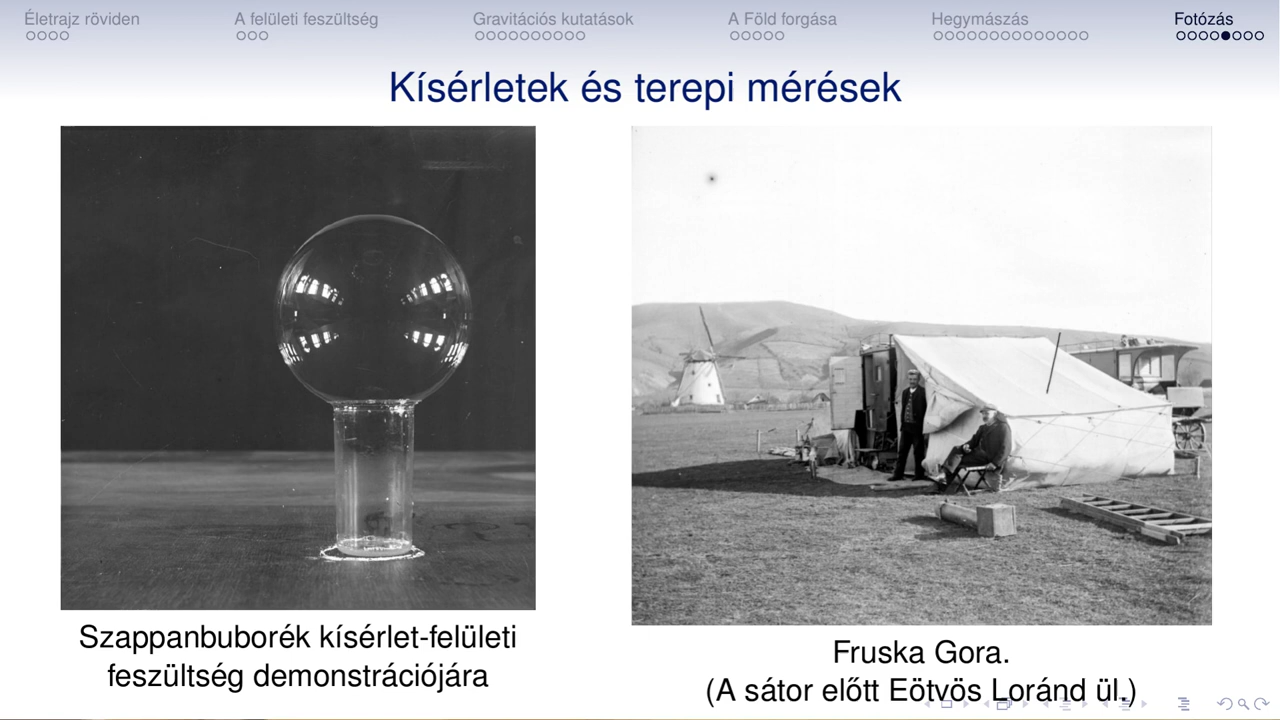 Életrajz röviden
A felületi feszültség
Gravitációs kutatások
A Föld forgása
Hegymászás
Fotózás
Kísérletek és terepi mérések
Szappanbuborék kísérlet-felületi
feszültség demonstrációjára
Fruska Gora.
(A sátor előtt Eötvös Loránd ül.)